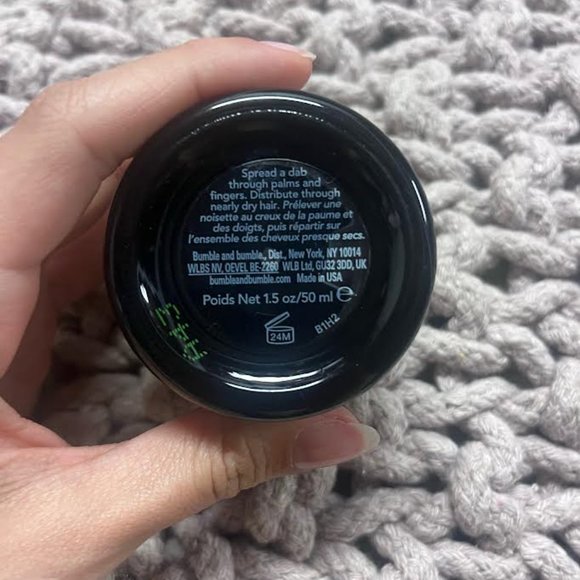 Spread a dab
through palms and
fingers. Distribute through
nearly dry hair. Prélever une
noisette au creux de la paume et
des doigts, puis répartir sur
l'ensemble des cheveux presque secs.
Bumble and bumble., Dist., New York, NY 10014
WLBS NV, OEVEL BE-2260 WLB Ltd, GU32 3DD, UK
bumbleandbumble.com Made in USA
Poids Net 1.5 oz/50 ml ℮
24M
B1H2